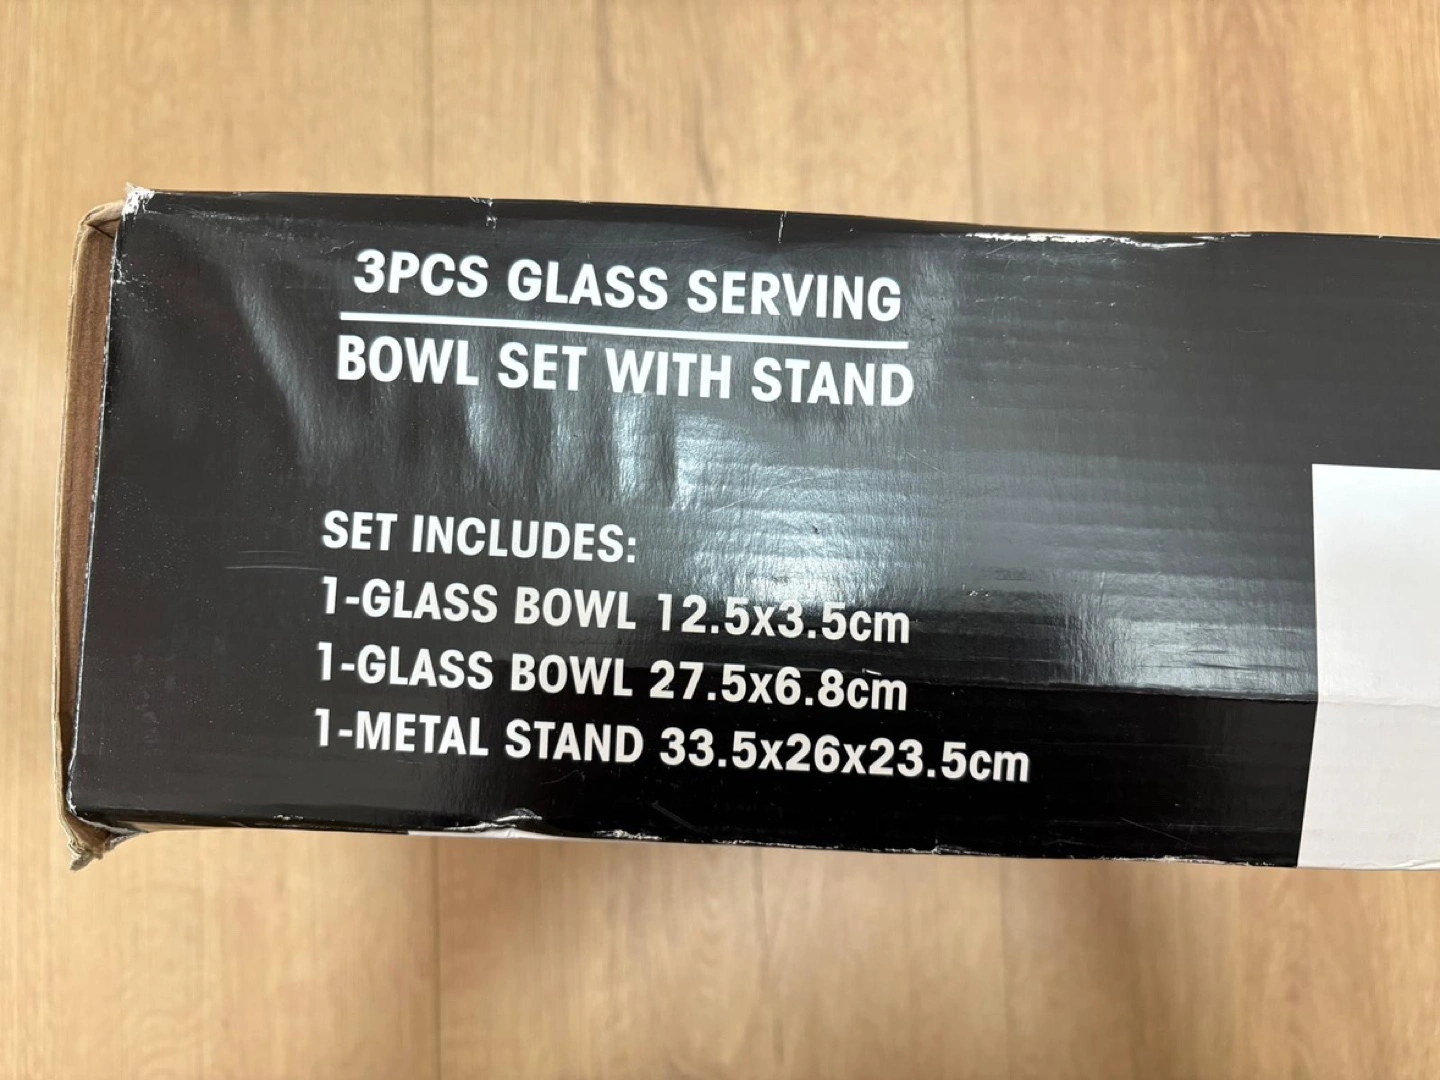 3PCS GLASS SERVING
BOWL SET WITH STAND
SET INCLUDES:
1-GLASS BOWL 12.5x3.5cm
1-GLASS BOWL 27.5x6.8cm
1-METAL STAND 33.5x26x23.5cm